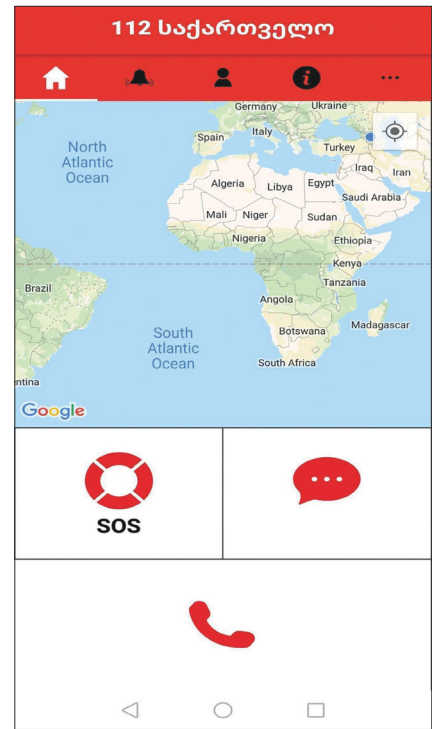 112 საქართველო
Germany
Ukraine
Spain
Italy
Turkey
North
Atlantic
Ocean
Iraq
Iran
Algeria
Libya
Egypt
Saudi Arabia
Mali
Niger
Sudan
Nigeria
Ethiopia
Kenya
Brazil
Tanzania
Angola
South
Atlantic
Ocean
Botswana
Madagascar
South Africa
ntina
Google
SOS